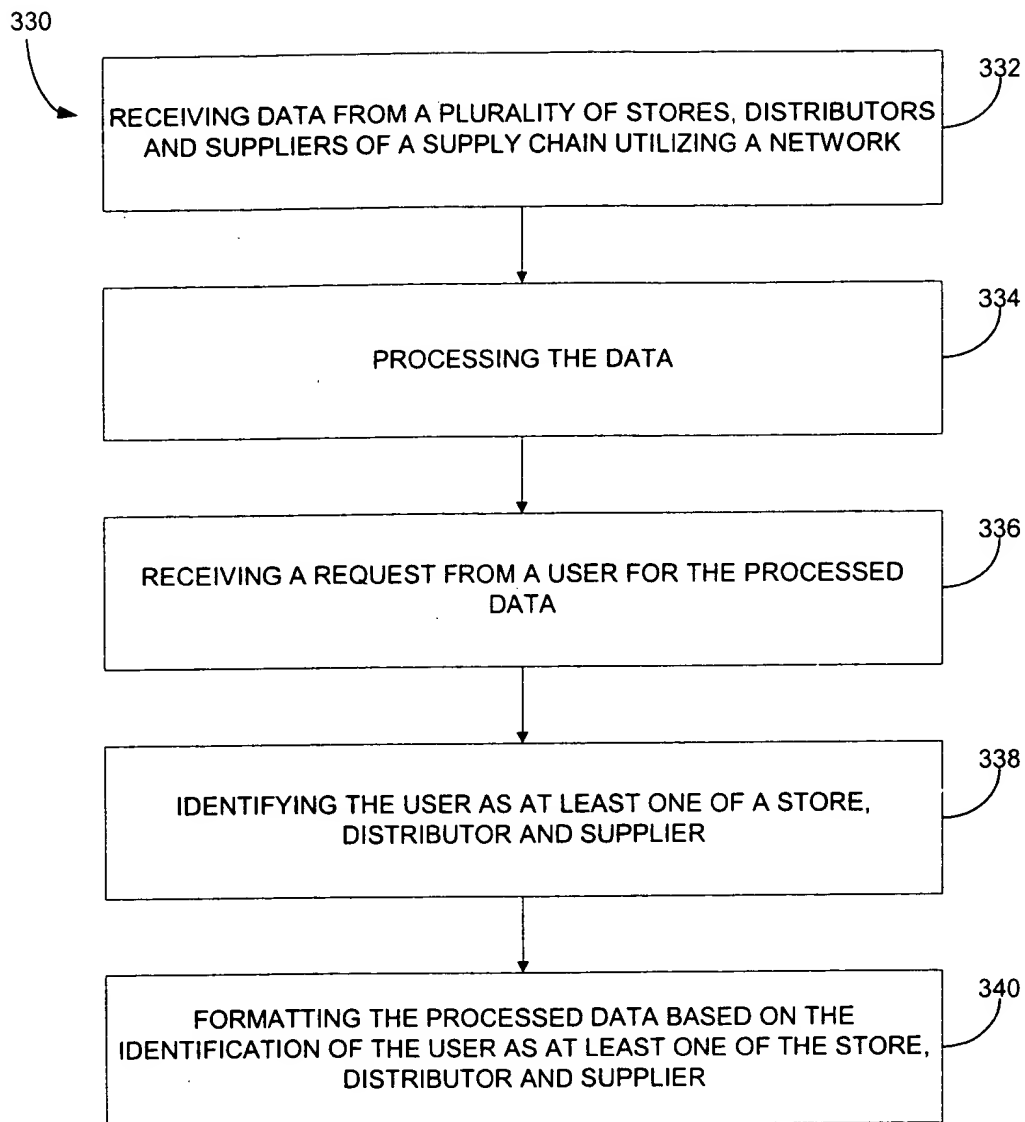 330
332
RECEIVING DATA FROM A PLURALITY OF STORES, DISTRIBUTORS
AND SUPPLIERS OF A SUPPLY CHAIN UTILIZING A NETWORK
334
PROCESSING THE DATA
336
RECEIVING A REQUEST FROM A USER FOR THE PROCESSED
DATA
338
IDENTIFYING THE USER AS AT LEAST ONE OF A STORE,
DISTRIBUTOR AND SUPPLIER
340
FORMATTING THE PROCESSED DATA BASED ON THE
IDENTIFICATION OF THE USER AS AT LEAST ONE OF THE STORE,
DISTRIBUTOR AND SUPPLIER